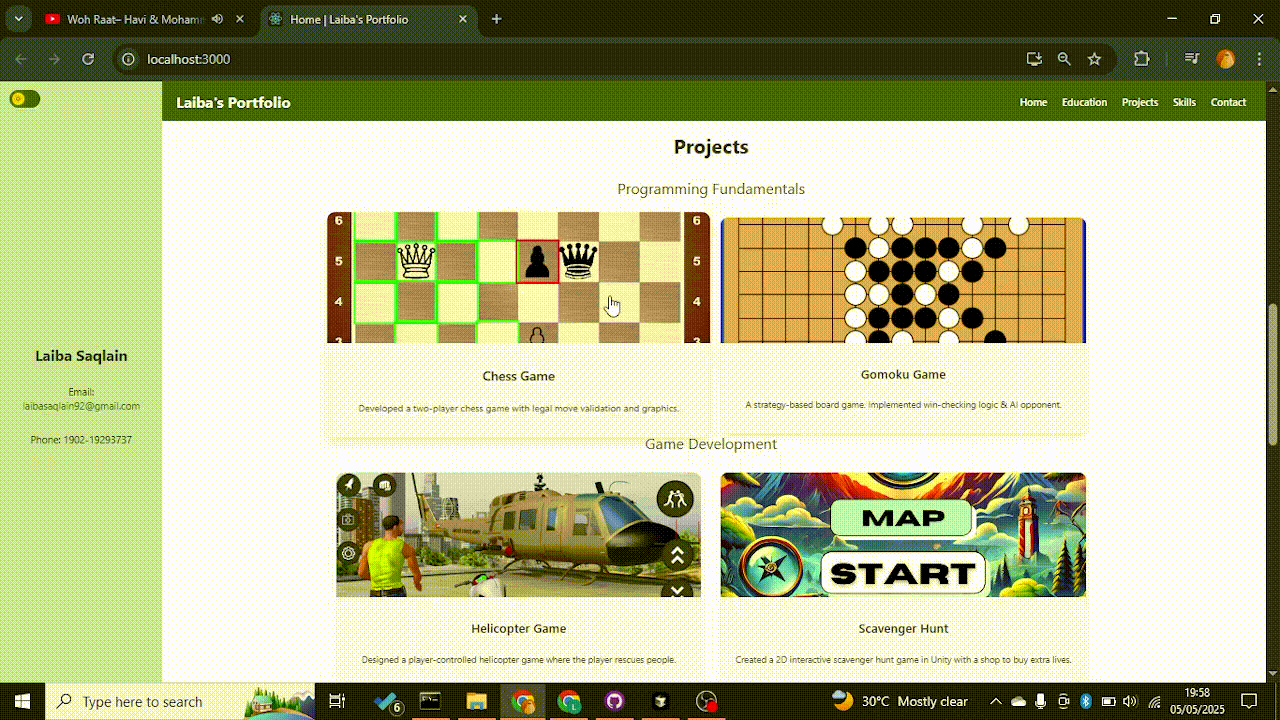 Woh Raat– Havi & Mohamm
Home | Laiba's Portfolio
localhost:3000
Laiba's Portfolio
Home Education Projects Skills Contact
Projects
Programming Fundamentals
6 6
5 5
4 4
3 3
Chess Game
Developed a two-player chess game with legal move validation and graphics.
Gomoku Game
A strategy-based board game. Implemented win-checking logic & AI opponent.
Laiba Saqlain
Email:
laibasaqlain92@gmail.com
Phone: 1902-19293737
Game Development
MAP
START
Helicopter Game
Designed a player-controlled helicopter game where the player rescues people.
Scavenger Hunt
Created a 2D interactive scavenger hunt game in Unity with a shop to buy extra lives.
Type here to search
6
30°C Mostly clear
19:58
05/05/2025